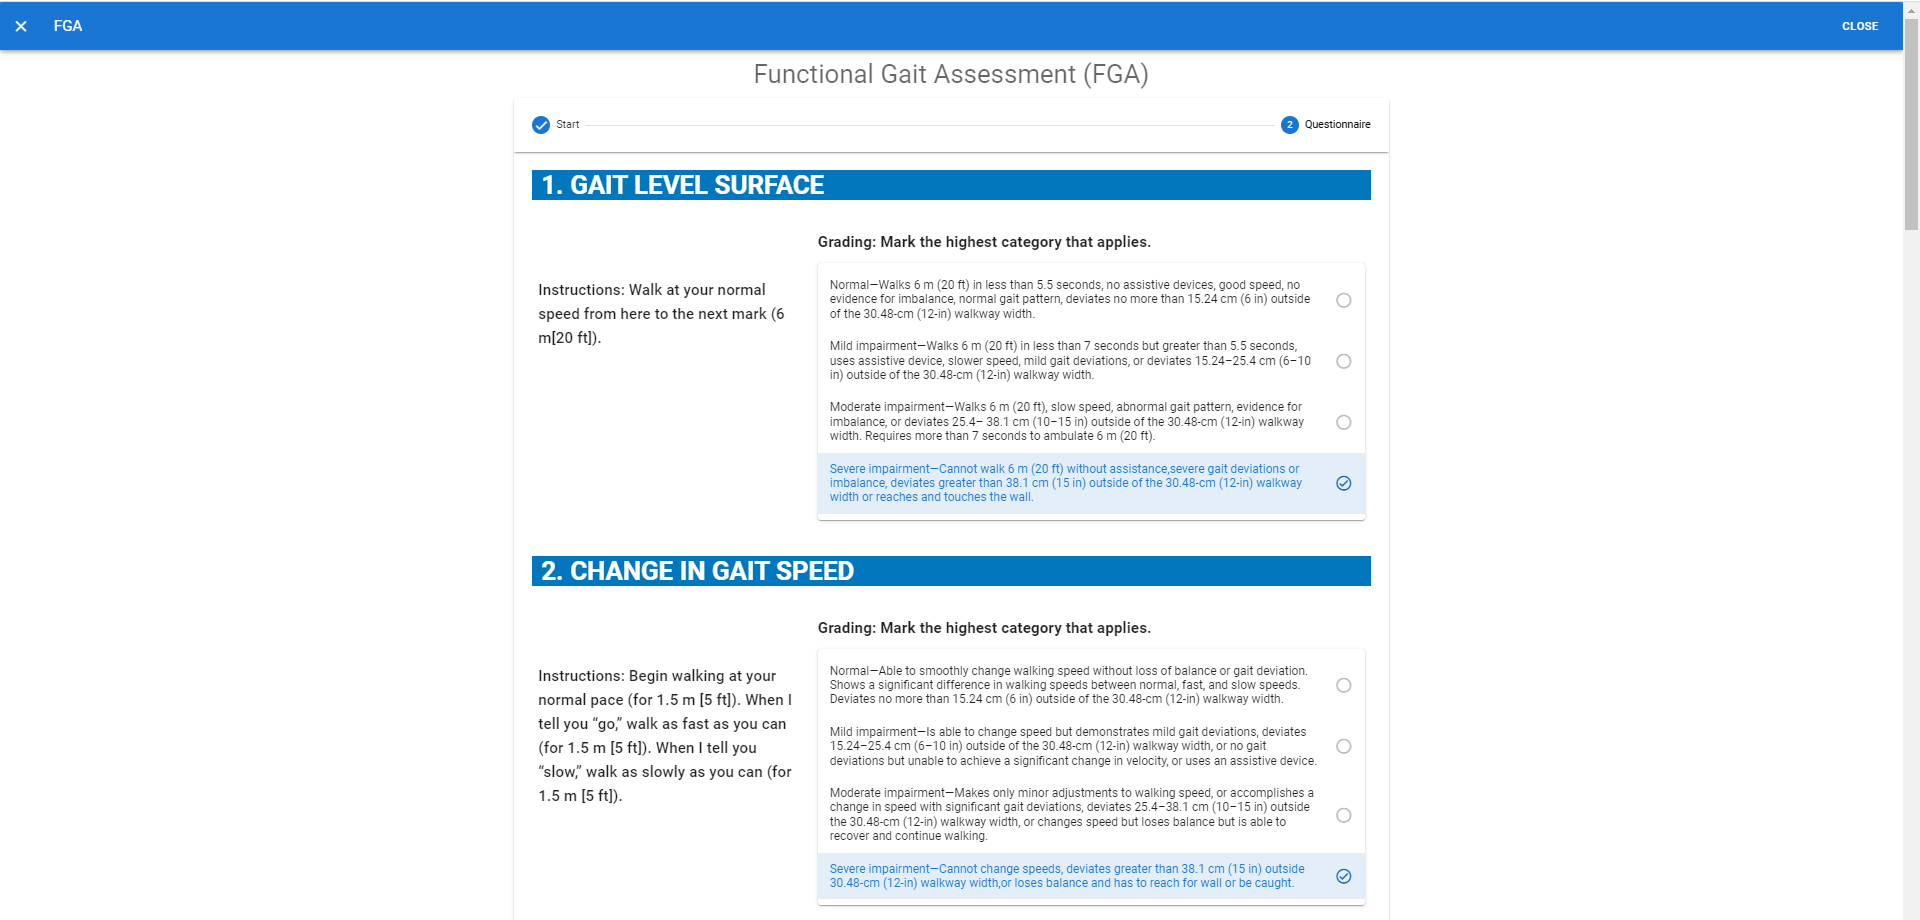 FGA
CLOSE
Functional Gait Assessment (FGA)
Start
2
Questionnaire
1. GAIT LEVEL SURFACE
Grading: Mark the highest category that applies.
Instructions: Walk at your normal
speed from here to the next mark (6
m[20 ft]).
Normal—Walks 6 m (20 ft) in less than 5.5 seconds, no assistive devices, good speed, no
evidence for imbalance, normal gait pattern, deviates no more than 15.24 cm (6 in) outside
of the 30.48-cm (12-in) walkway width.
Mild impairment—Walks 6 m (20 ft) in less than 7 seconds but greater than 5.5 seconds,
uses assistive device, slower speed, mild gait deviations, or deviates 15.24–25.4 cm (6–10
in) outside of the 30.48-cm (12-in) walkway width.
Moderate impairment—Walks 6 m (20 ft), slow speed, abnormal gait pattern, evidence for
imbalance, or deviates 25.4– 38.1 cm (10–15 in) outside of the 30.48-cm (12-in) walkway
width. Requires more than 7 seconds to ambulate 6 m (20 ft).
Severe impairment—Cannot walk 6 m (20 ft) without assistance,severe gait deviations or
imbalance, deviates greater than 38.1 cm (15 in) outside of the 30.48-cm (12-in) walkway
width or reaches and touches the wall.
2. CHANGE IN GAIT SPEED
Grading: Mark the highest category that applies.
Instructions: Begin walking at your
normal pace (for 1.5 m [5 ft]). When I
tell you “go,” walk as fast as you can
(for 1.5 m [5 ft]). When I tell you
“slow,” walk as slowly as you can (for
1.5 m [5 ft]).
Normal—Able to smoothly change walking speed without loss of balance or gait deviation.
Shows a significant difference in walking speeds between normal, fast, and slow speeds.
Deviates no more than 15.24 cm (6 in) outside of the 30.48-cm (12-in) walkway width.
Mild impairment—Is able to change speed but demonstrates mild gait deviations, deviates
15.24–25.4 cm (6–10 in) outside of the 30.48-cm (12-in) walkway width, or no gait
deviations but unable to achieve a significant change in velocity, or uses an assistive device.
Moderate impairment—Makes only minor adjustments to walking speed, or accomplishes a
change in speed with significant gait deviations, deviates 25.4–38.1 cm (10–15 in) outside
the 30.48-cm (12-in) walkway width, or changes speed but loses balance but is able to
recover and continue walking.
Severe impairment—Cannot change speeds, deviates greater than 38.1 cm (15 in) outside
30.48-cm (12-in) walkway width,or loses balance and has to reach for wall or be caught.